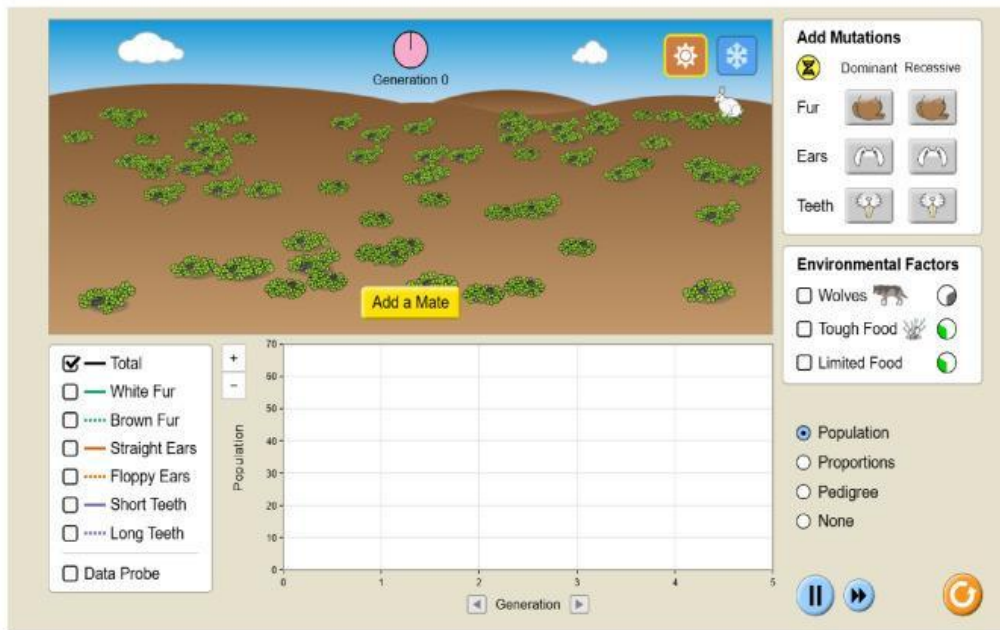 Generation 0
Add a Mate
Add Mutations
Dominant Recessive
Fur
Ears
Teeth
Environmental Factors
Wolves
Tough Food
Limited Food
Total
White Fur
Brown Fur
Straight Ears
Floppy Ears
Short Teeth
Long Teeth
Data Probe
+
−
Population
70
60
50
40
30
20
10
0
0 1 2 3 4 5
Generation
Population
Proportions
Pedigree
None